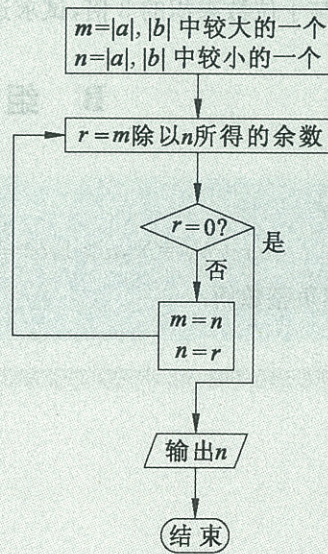 m=|a|, |b| 中较大的一个
n=|a|, |b| 中较小的一个
r=m除以n所得的余数
r=0?
是
否
m=n
n=r
输出n
结束